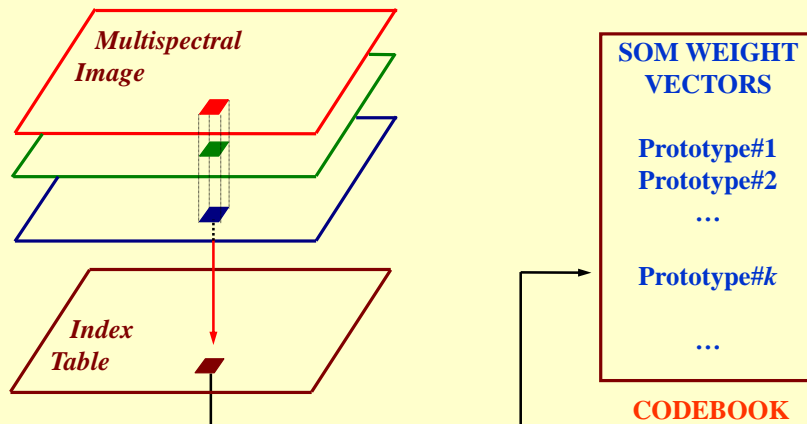 Multispectral
Image
Index
Table
SOM WEIGHT
VECTORS
Prototype#1
Prototype#2
…
Prototype#k
…
CODEBOOK